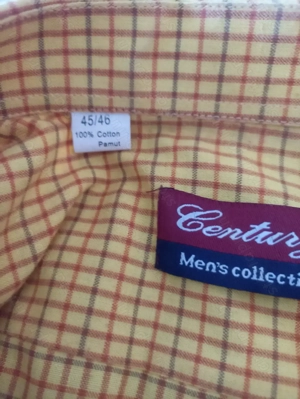 45/46
100% Cotton
Pamut
Century
Men's collecti